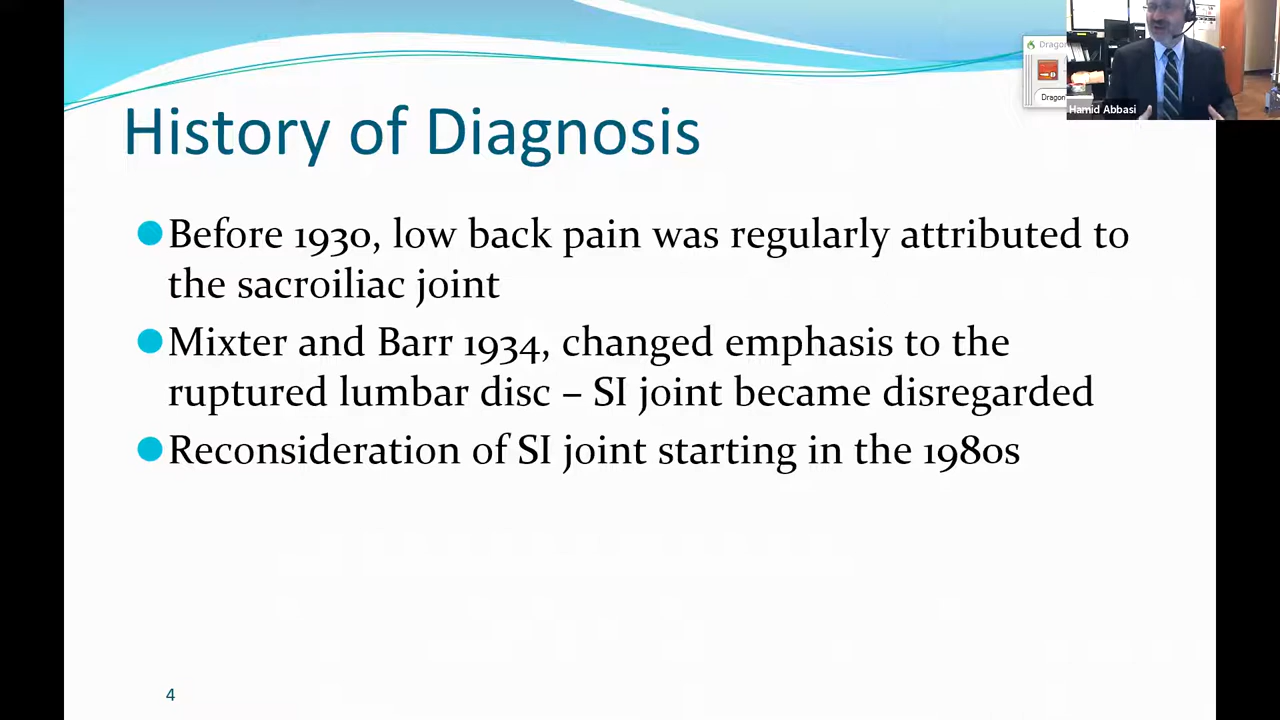 Dragon
Dragon
Hamid Abbasi
History of Diagnosis
Before 1930, low back pain was regularly attributed to
the sacroiliac joint
Mixter and Barr 1934, changed emphasis to the
ruptured lumbar disc – SI joint became disregarded
Reconsideration of SI joint starting in the 1980s
4